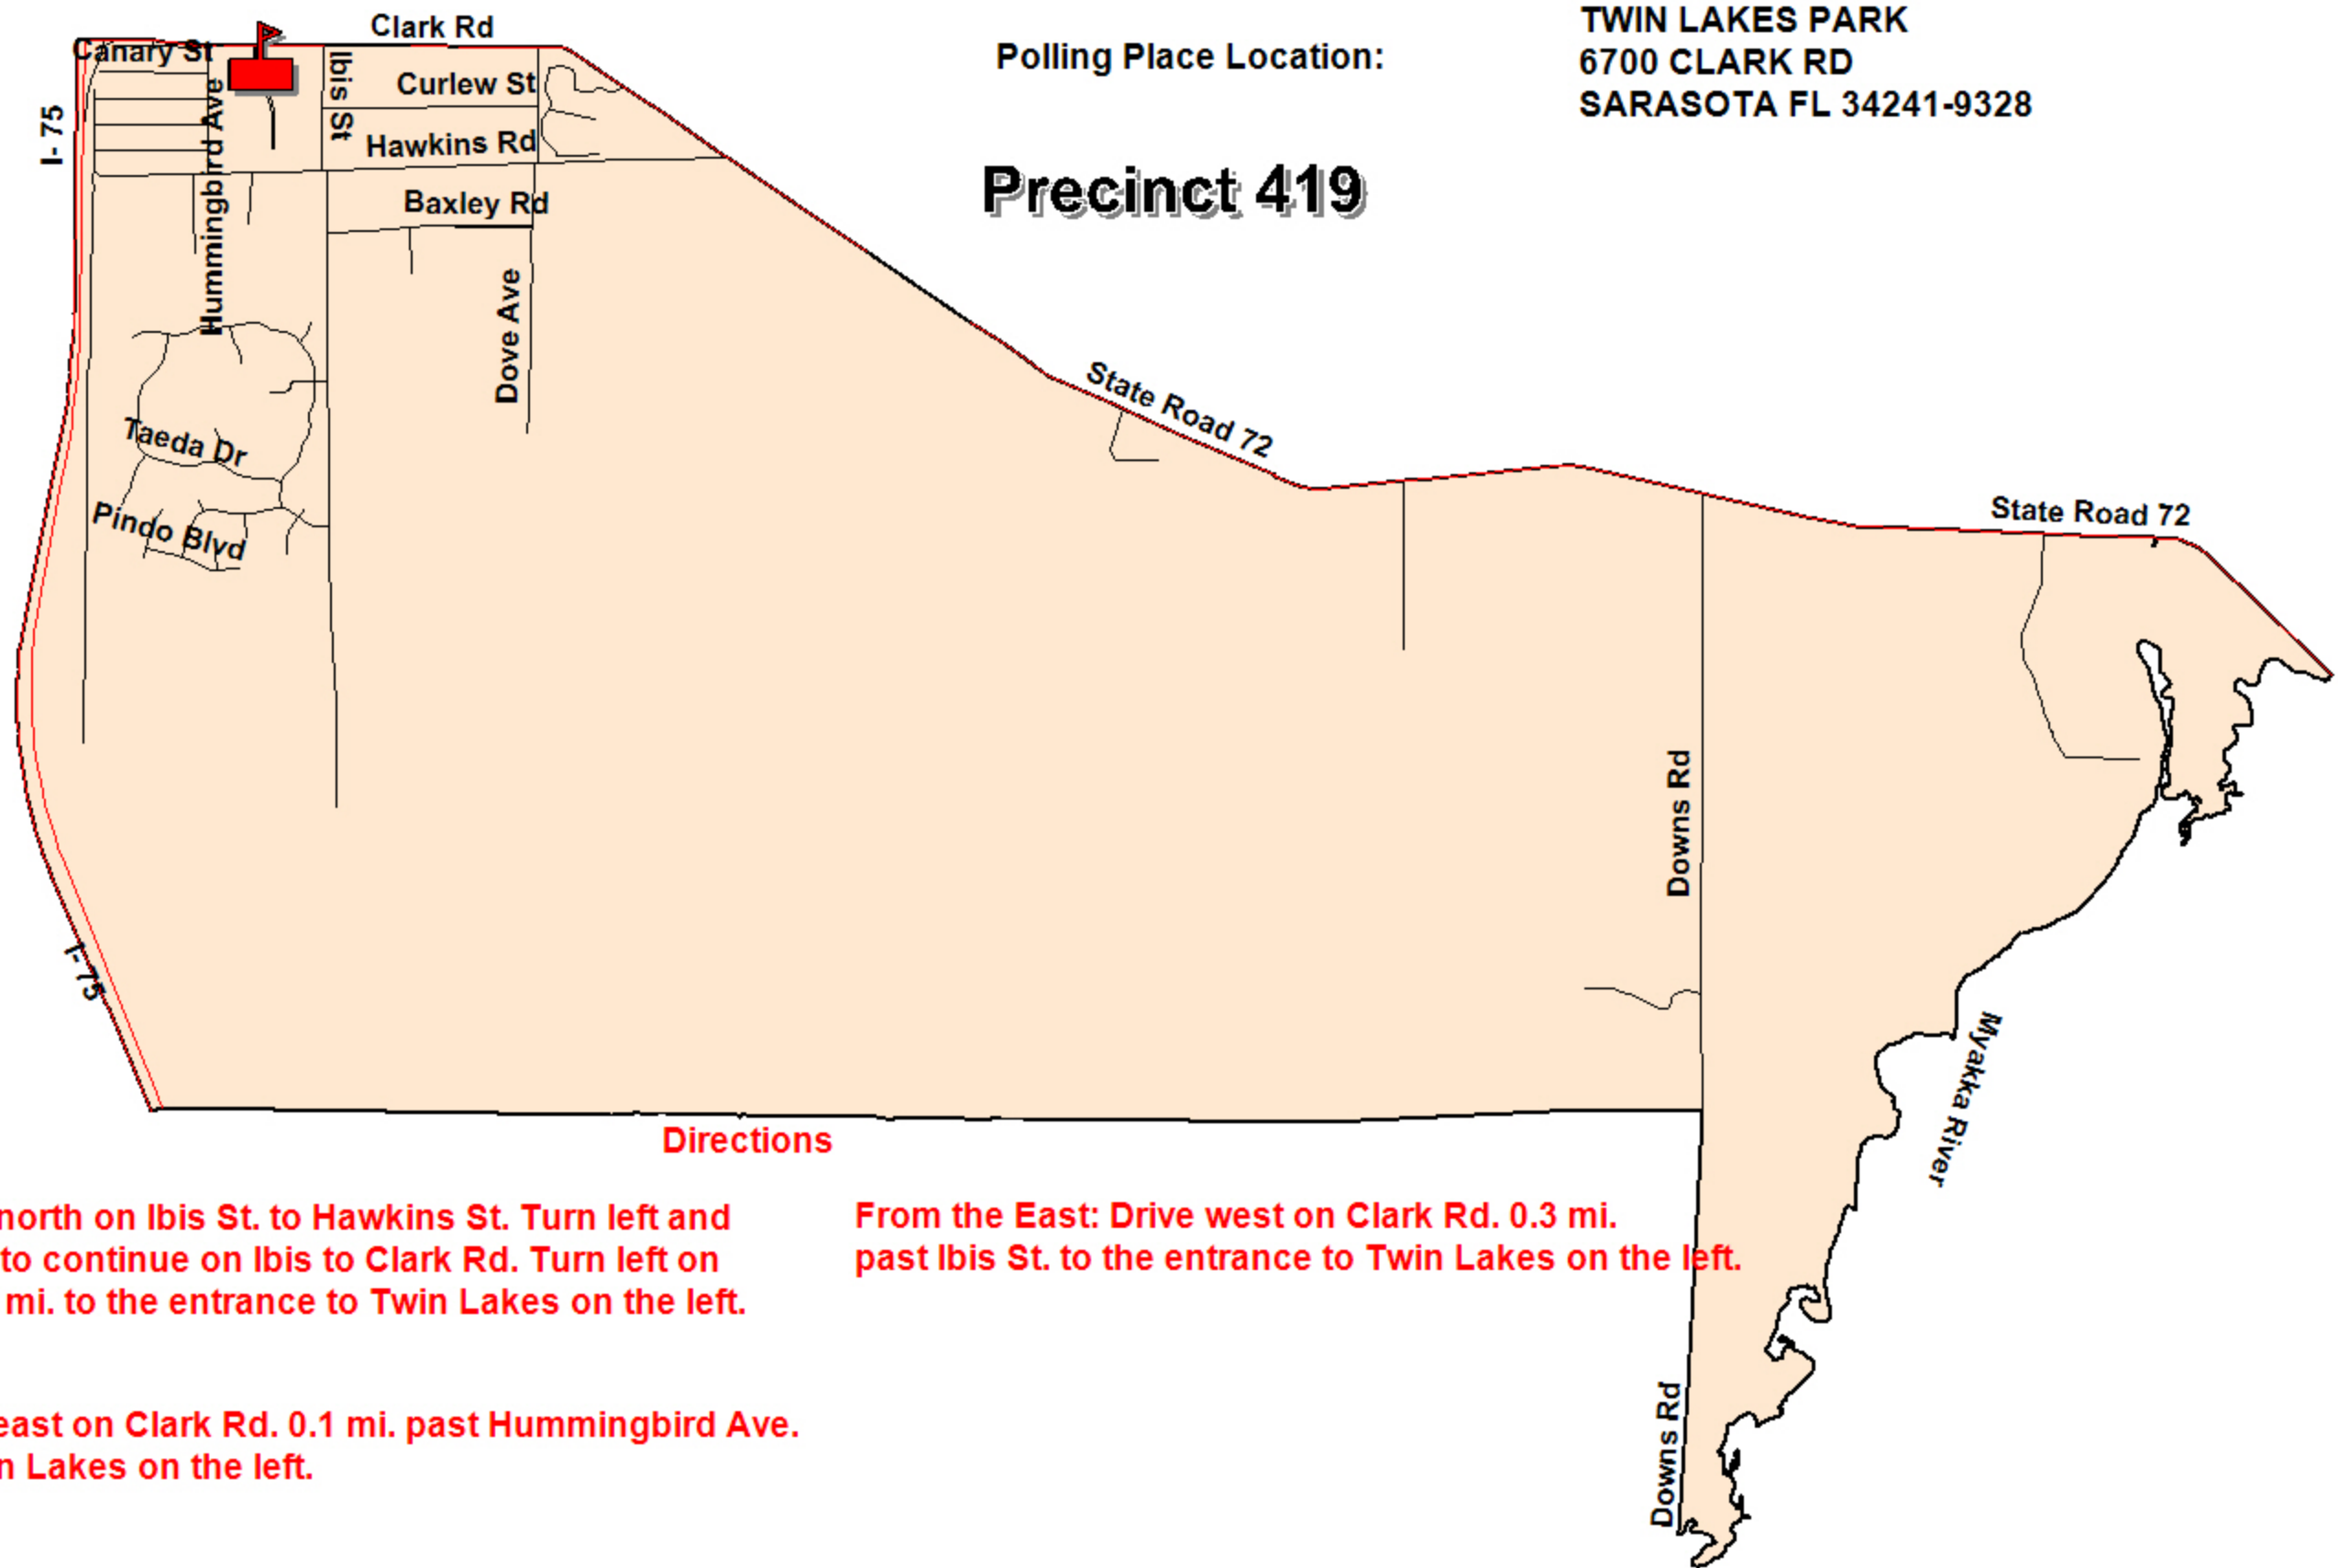 TWIN LAKES PARK
Polling Place Location:
6700 CLARK RD
SARASOTA FL 34241-9328
Precinct 419
Clark Rd
Canary St
I- 75
Hummingbird Ave
Ibis St
Curlew St
Hawkins Rd
Baxley Rd
Dove Ave
Taeda Dr
Pindo Blvd
State Road 72
State Road 72
Downs Rd
I- 75
Myakka River
Directions
north on Ibis St. to Hawkins St. Turn left and
to continue on Ibis to Clark Rd. Turn left on
mi. to the entrance to Twin Lakes on the left.
From the East: Drive west on Clark Rd. 0.3 mi.
past Ibis St. to the entrance to Twin Lakes on the left.
east on Clark Rd. 0.1 mi. past Hummingbird Ave.
n Lakes on the left.
Downs Rd